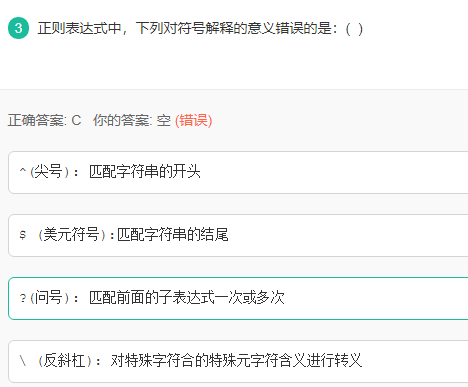 3 正则表达式中，下列对符号解释的意义错误的是：( )
正确答案: C 你的答案: 空 (错误)
^(尖号)：匹配字符串的开头
$ (美元符号):匹配字符串的结尾
?(问号)：匹配前面的子表达式一次或多次
\ (反斜杠)：对特殊字符合的特殊元字符含义进行转义